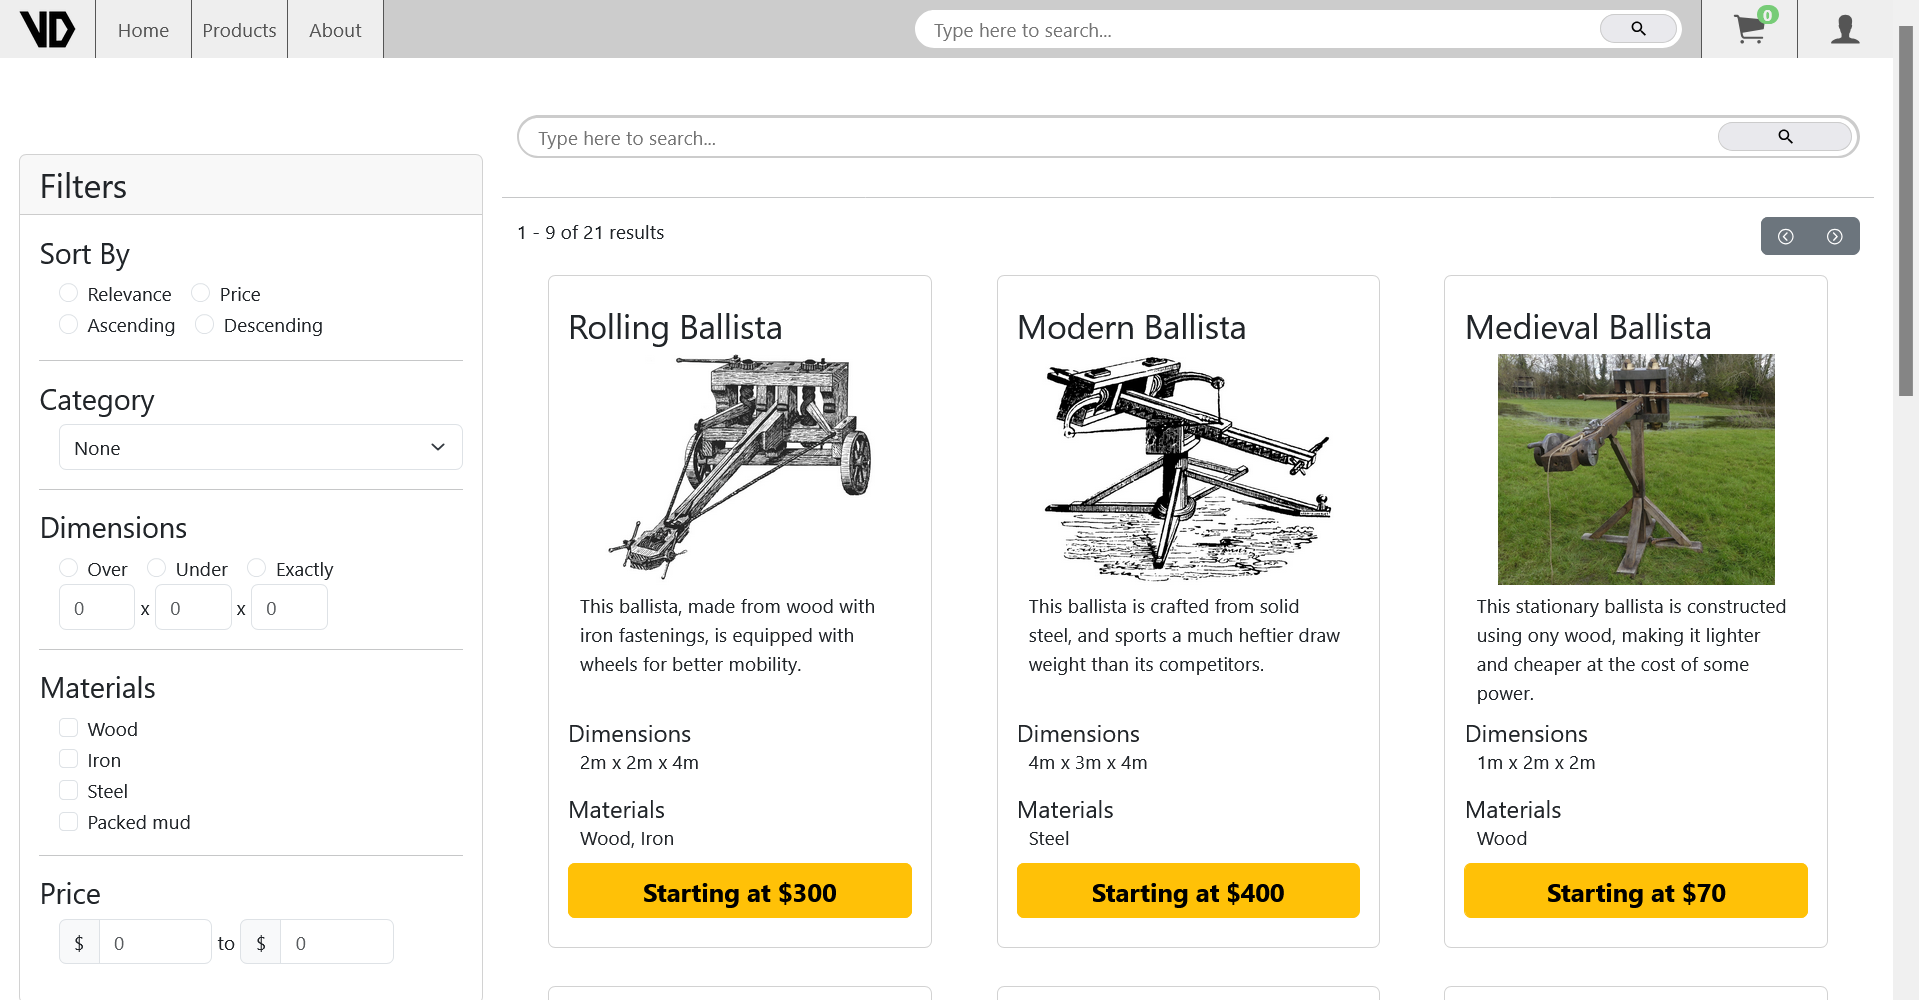 VD
Home
Products
About
Type here to search...
0
Type here to search...
Filters
Sort By
Relevance
Price
Ascending
Descending
Category
None
Dimensions
Over
Under
Exactly
0 x 0 x 0
Materials
Wood
Iron
Steel
Packed mud
Price
$ 0 to $ 0
1 - 9 of 21 results
Rolling Ballista
This ballista, made from wood with
iron fastenings, is equipped with
wheels for better mobility.
Dimensions
2m x 2m x 4m
Materials
Wood, Iron
Starting at $300
Modern Ballista
This ballista is crafted from solid
steel, and sports a much heftier draw
weight than its competitors.
Dimensions
4m x 3m x 4m
Materials
Steel
Starting at $400
Medieval Ballista
This stationary ballista is constructed
using ony wood, making it lighter
and cheaper at the cost of some
power.
Dimensions
1m x 2m x 2m
Materials
Wood
Starting at $70